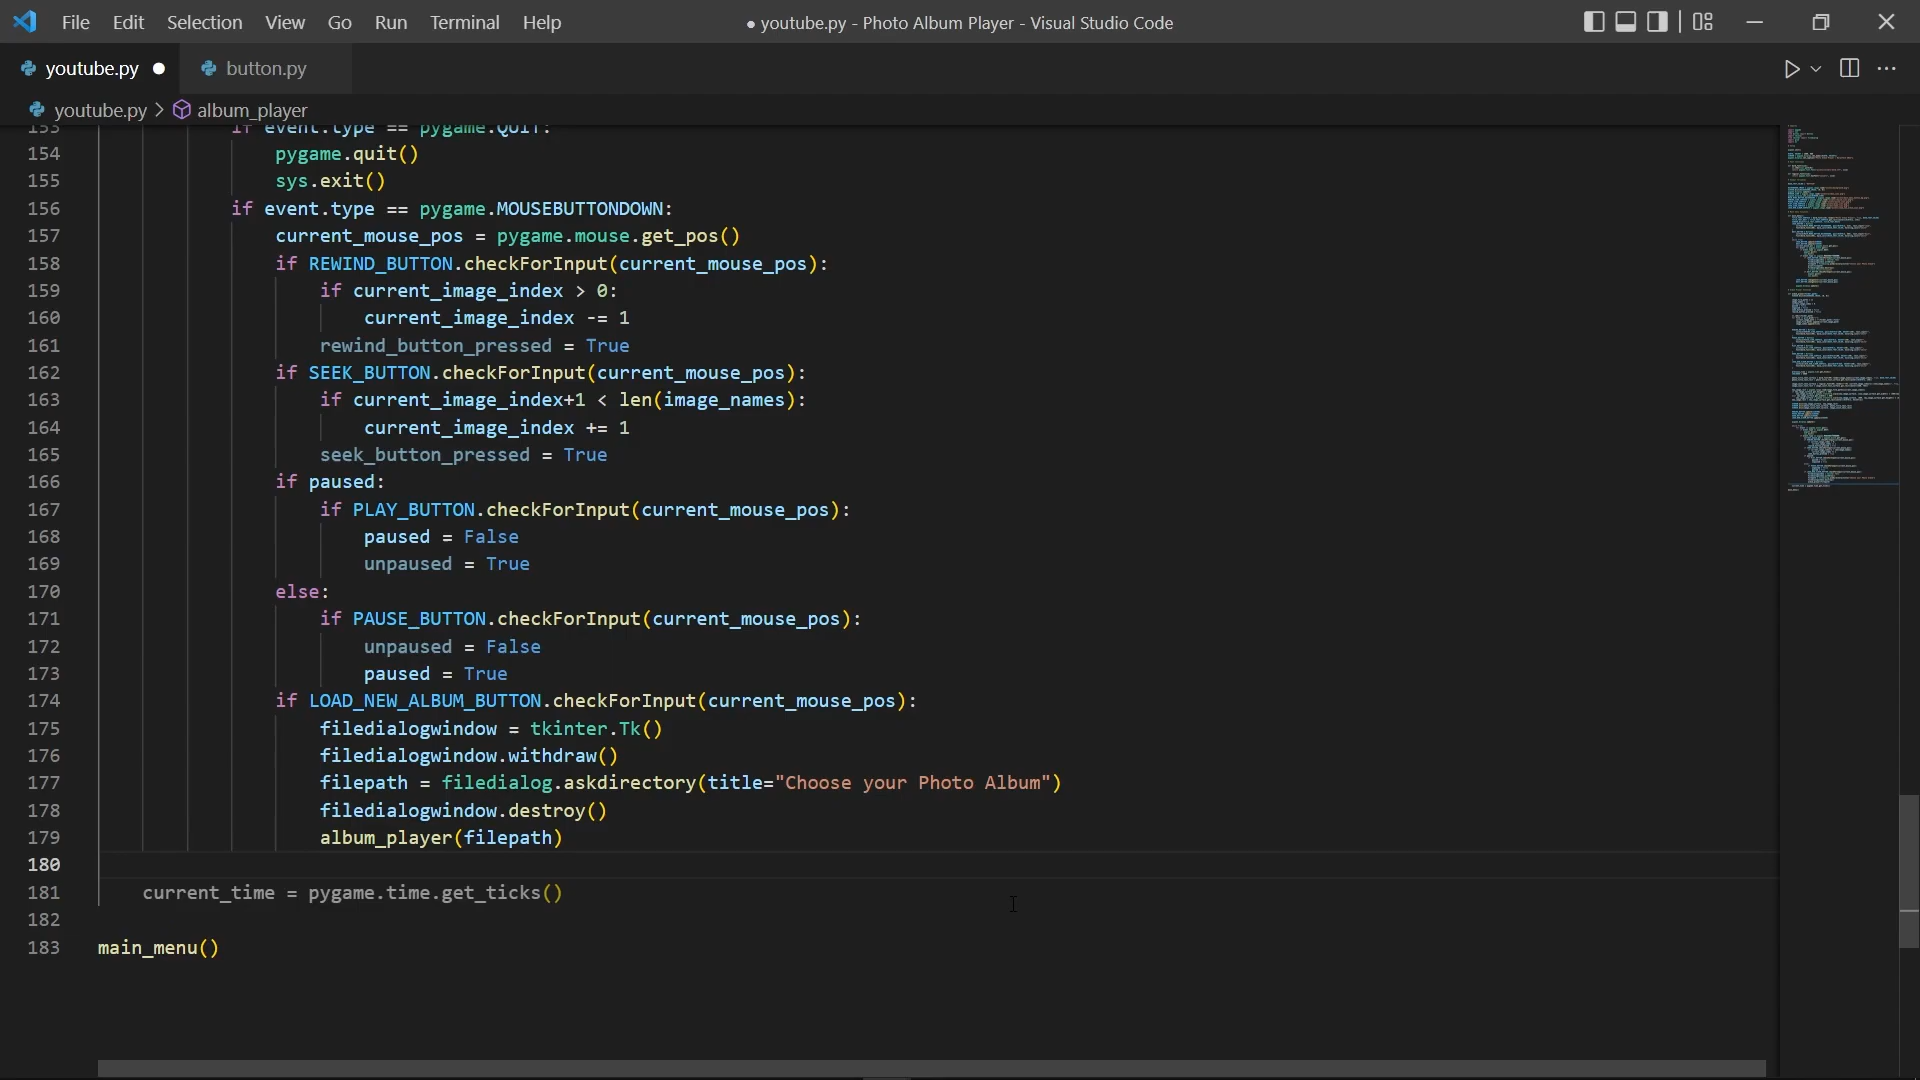 File Edit Selection View Go Run Terminal Help
● youtube.py - Photo Album Player - Visual Studio Code
youtube.py ● button.py
youtube.py > album_player
153 if event.type == pygame.QUIT:
154 pygame.quit()
155 sys.exit()
156 if event.type == pygame.MOUSEBUTTONDOWN:
157 current_mouse_pos = pygame.mouse.get_pos()
158 if REWIND_BUTTON.checkForInput(current_mouse_pos):
159 if current_image_index > 0:
160 current_image_index -= 1
161 rewind_button_pressed = True
162 if SEEK_BUTTON.checkForInput(current_mouse_pos):
163 if current_image_index+1 < len(image_names):
164 current_image_index += 1
165 seek_button_pressed = True
166 if paused:
167 if PLAY_BUTTON.checkForInput(current_mouse_pos):
168 paused = False
169 unpaused = True
170 else:
171 if PAUSE_BUTTON.checkForInput(current_mouse_pos):
172 unpaused = False
173 paused = True
174 if LOAD_NEW_ALBUM_BUTTON.checkForInput(current_mouse_pos):
175 filedialogwindow = tkinter.Tk()
176 filedialogwindow.withdraw()
177 filepath = filedialog.askdirectory(title="Choose your Photo Album")
178 filedialogwindow.destroy()
179 album_player(filepath)
180
181 current_time = pygame.time.get_ticks()
182
183 main_menu()